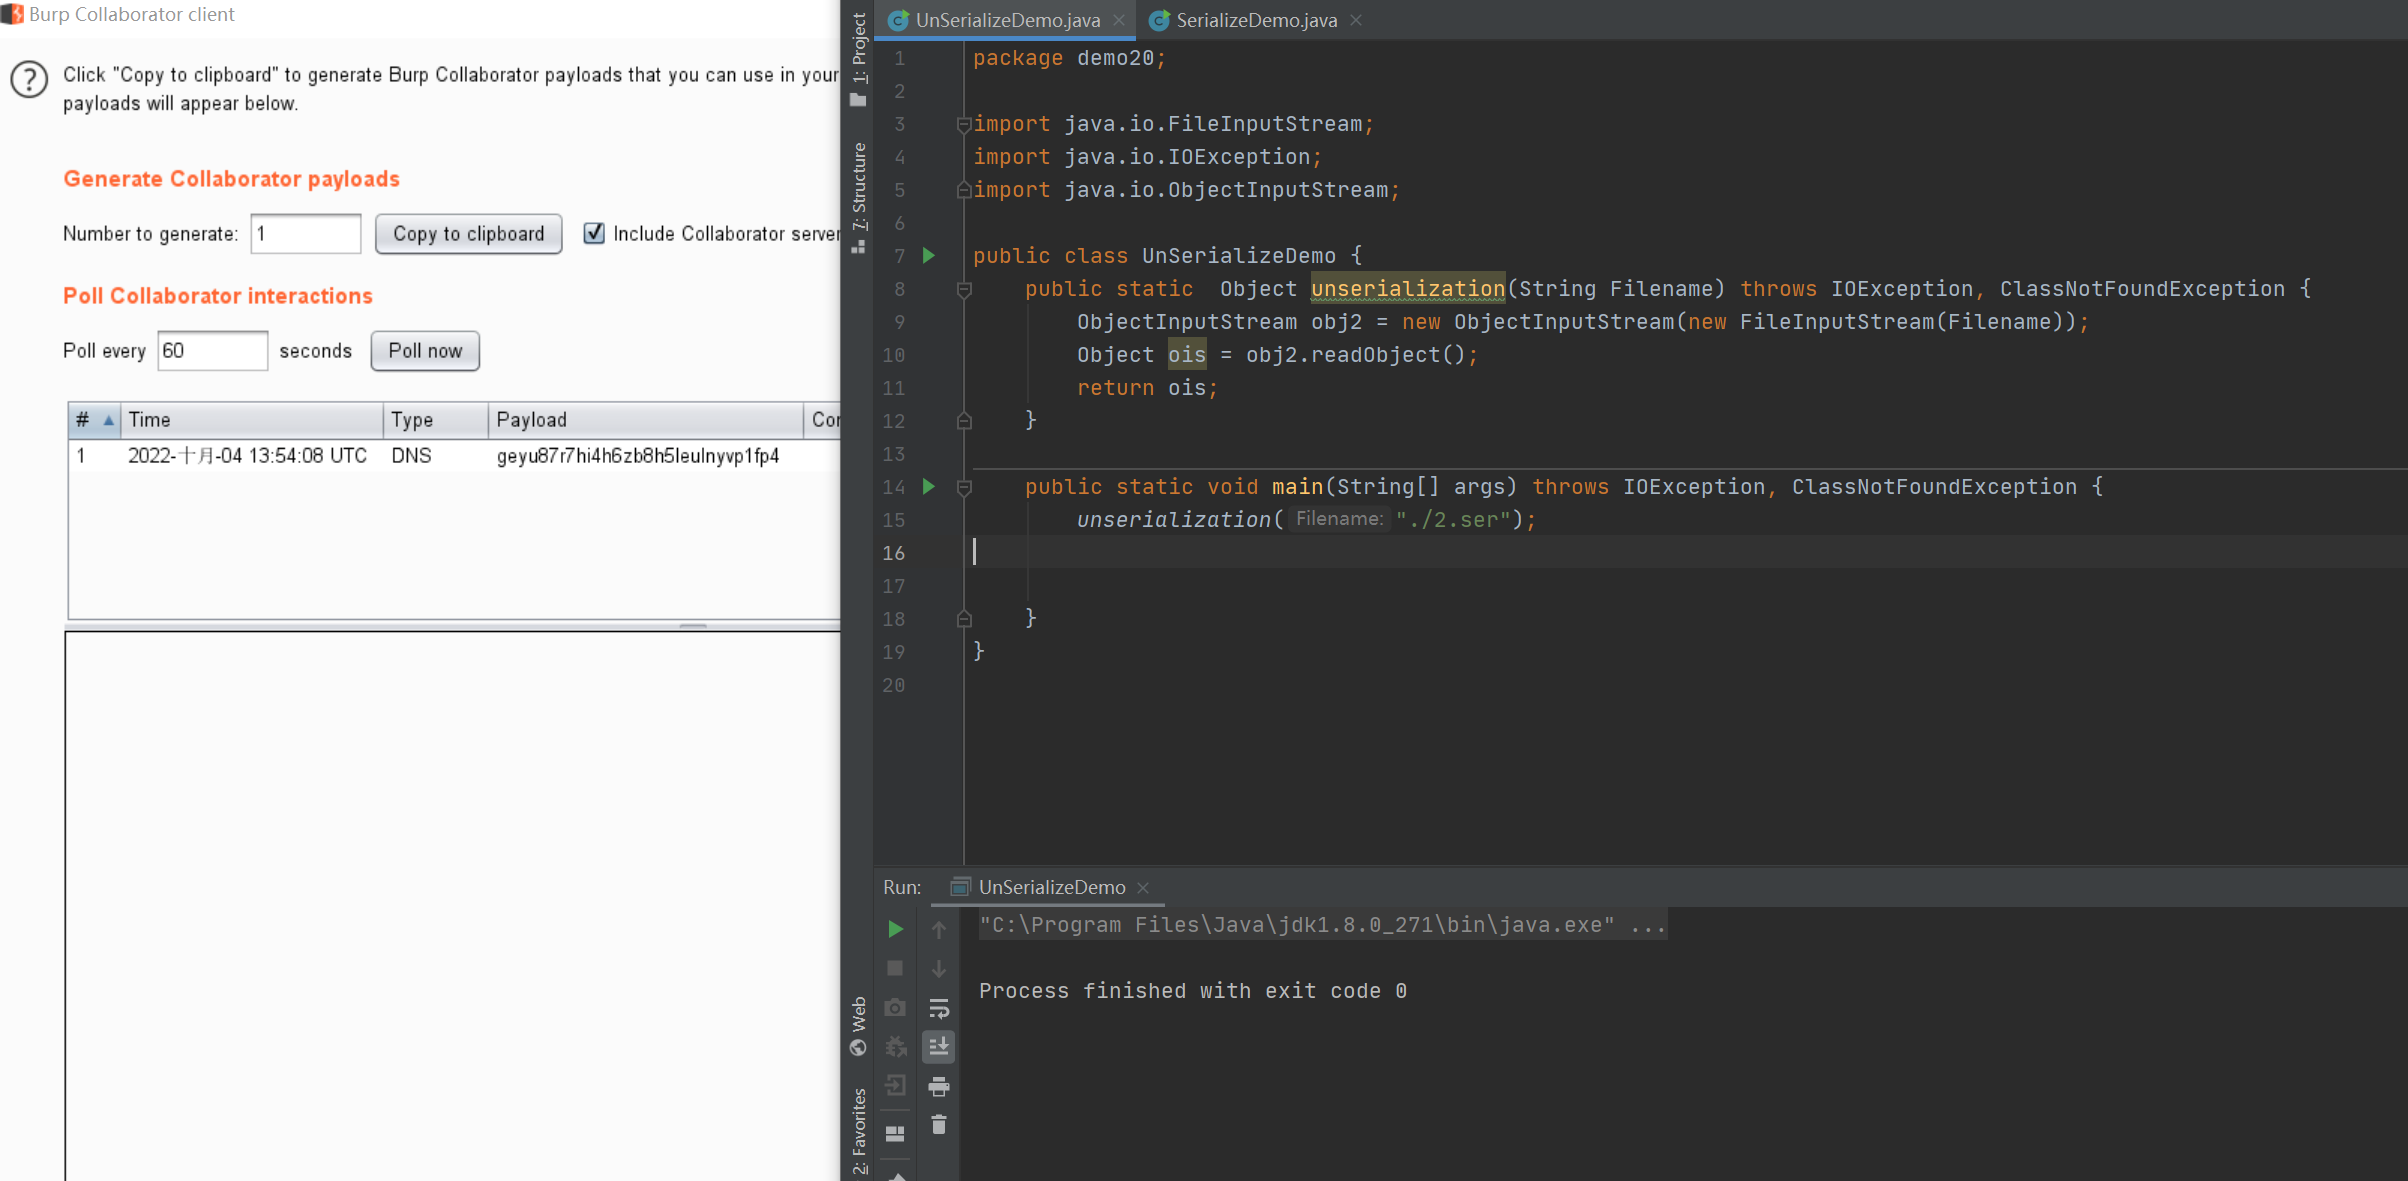 Burp Collaborator client
Click "Copy to clipboard" to generate Burp Collaborator payloads that you can use in your
payloads will appear below.
Generate Collaborator payloads
Number to generate: 1 Copy to clipboard Include Collaborator server
Poll Collaborator interactions
Poll every 60 seconds Poll now
# Time Type Payload Cor
1 2022-十月-04 13:54:08 UTC DNS geyu87r7hi4h6zb8h5leulnyvp1fp4
1: Project
7: Structure
Web
2: Favorites
UnSerializeDemo.java SerializeDemo.java
1 package demo20;
2
3 import java.io.FileInputStream;
4 import java.io.IOException;
5 import java.io.ObjectInputStream;
6
7 public class UnSerializeDemo {
8 public static  Object unserialization(String Filename) throws IOException, ClassNotFoundException {
9 ObjectInputStream obj2 = new ObjectInputStream(new FileInputStream(Filename));
10 Object ois = obj2.readObject();
11 return ois;
12 }
13
14 public static void main(String[] args) throws IOException, ClassNotFoundException {
15 unserialization( Filename: "./2.ser");
16
17
18 }
19 }
20
Run: UnSerializeDemo
"C:\Program Files\Java\jdk1.8.0_271\bin\java.exe" ...
Process finished with exit code 0